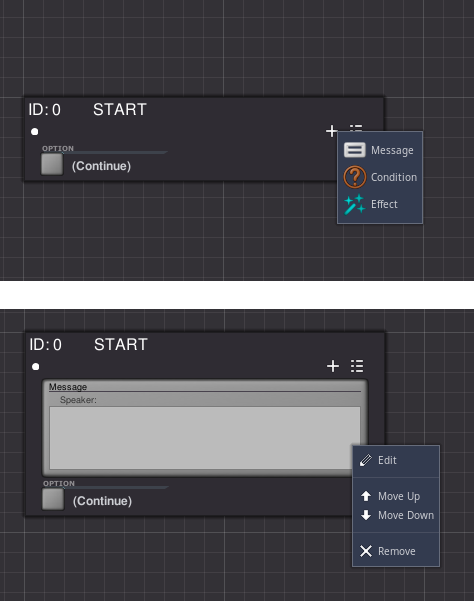 ID: 0 START
OPTION
(Continue)
Message
Condition
Effect
ID: 0 START
Message
Speaker:
OPTION
(Continue)
Edit
Move Up
Move Down
Remove